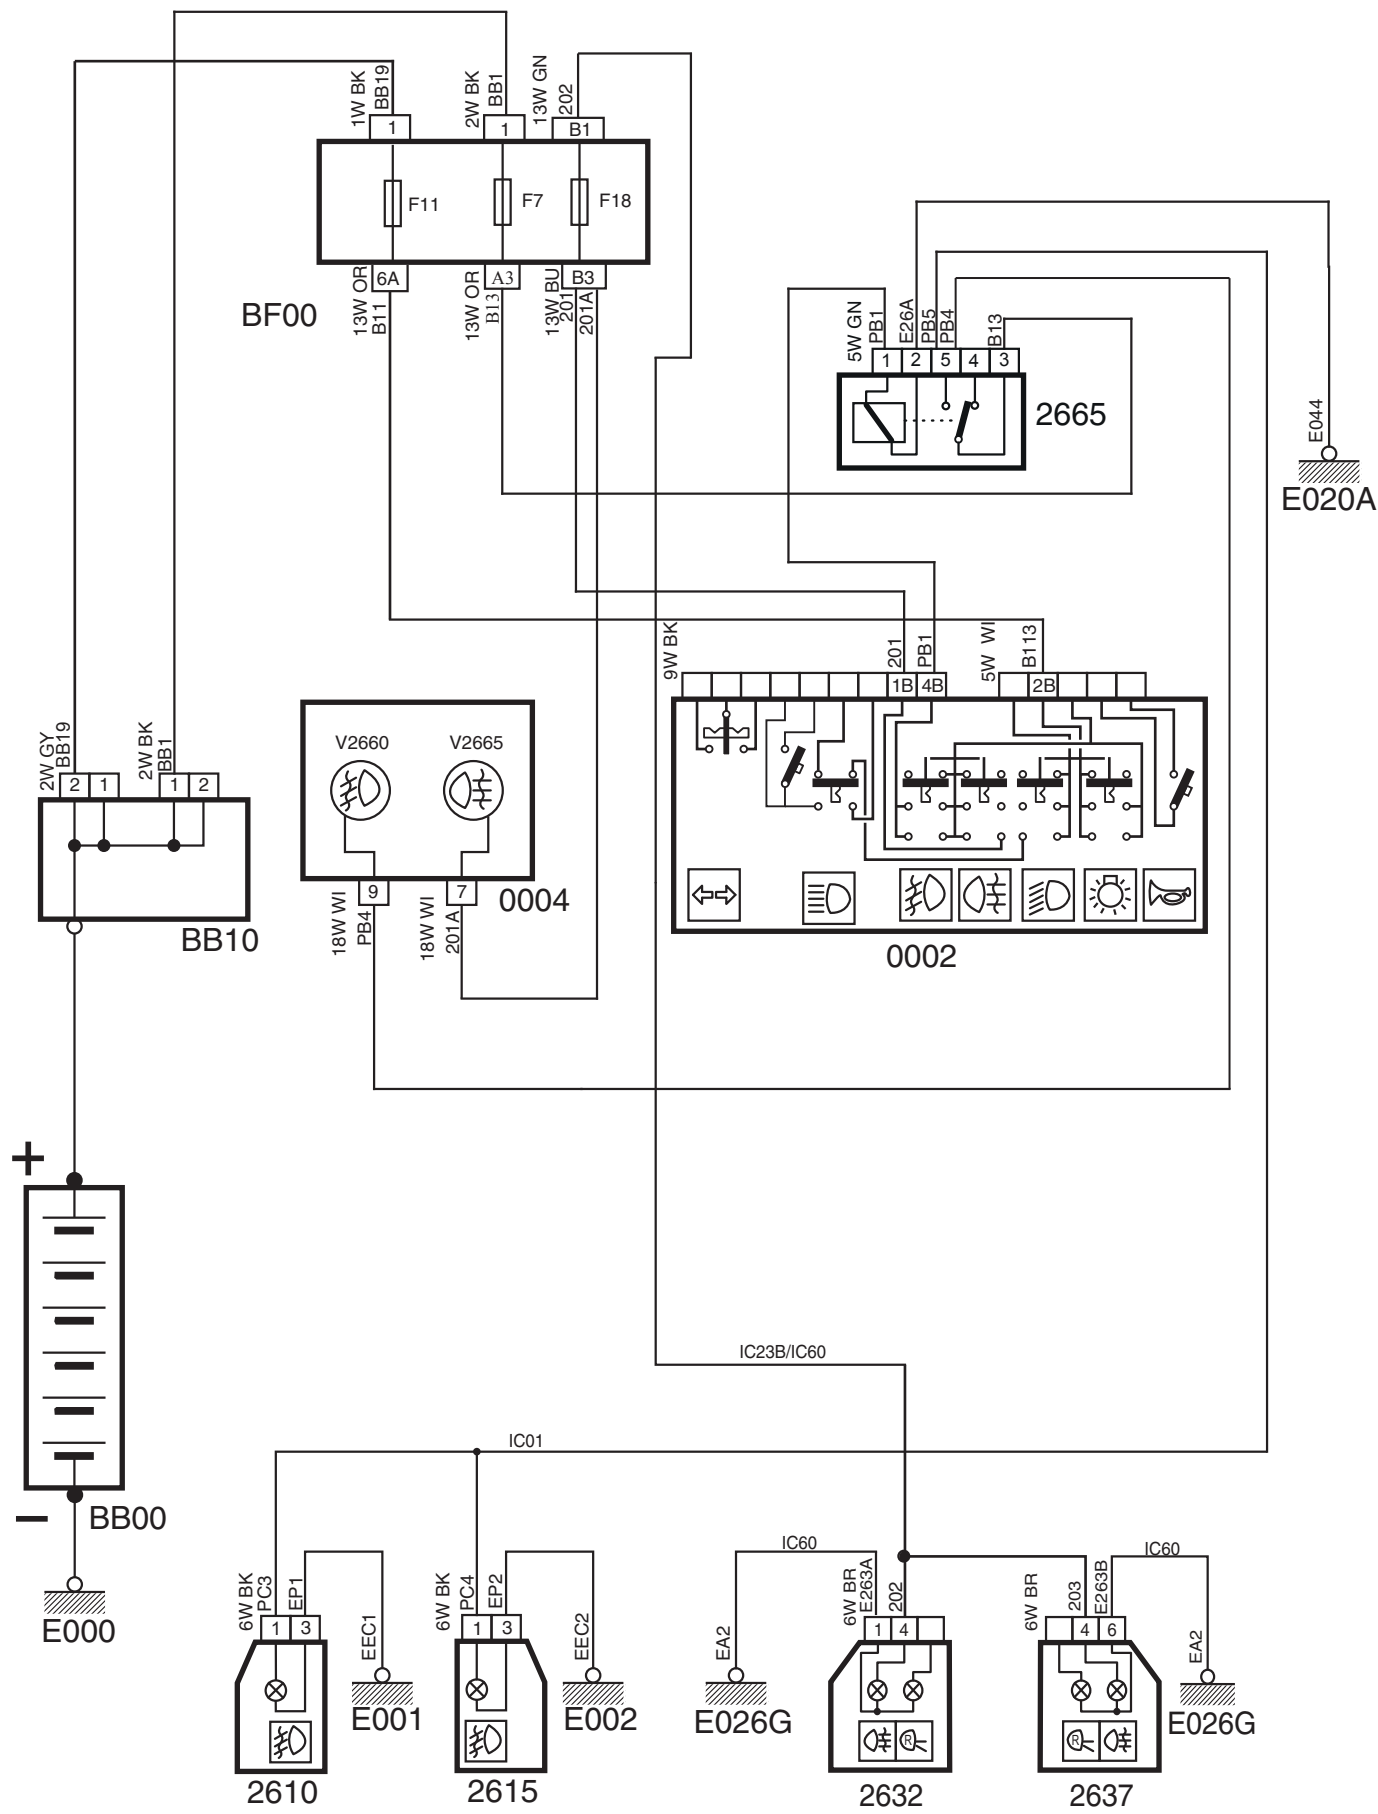 1W BK
BB19
2W BK
BB1
13W GN
202
1
1
B1
F11
F7
F18
6A
A3
B3
BF00
13W OR
B11
13W OR
B13
13W BU
201
201A
5W GN
PB1
E26A
PB5
PB4
B13
1
2
5
4
3
2665
E044
E020A
9W BK
201
PB1
5W WI
B113
1B
4B
2B
0002
2W GY
BB19
2W BK
BB1
2
1
1
2
BB10
V2660
V2665
9
7
0004
18W WI
PB4
18W WI
201A
+
−
BB00
E000
IC23B/IC60
IC01
6W BK
PC3
EP1
1
3
EEC1
E001
2610
6W BK
PC4
EP2
1
3
EEC2
E002
2615
IC60
EA2
E026G
6W BR
E263A
202
1
4
R
2632
6W BR
203
E263B
4
6
R
2637
IC60
EA2
E026G